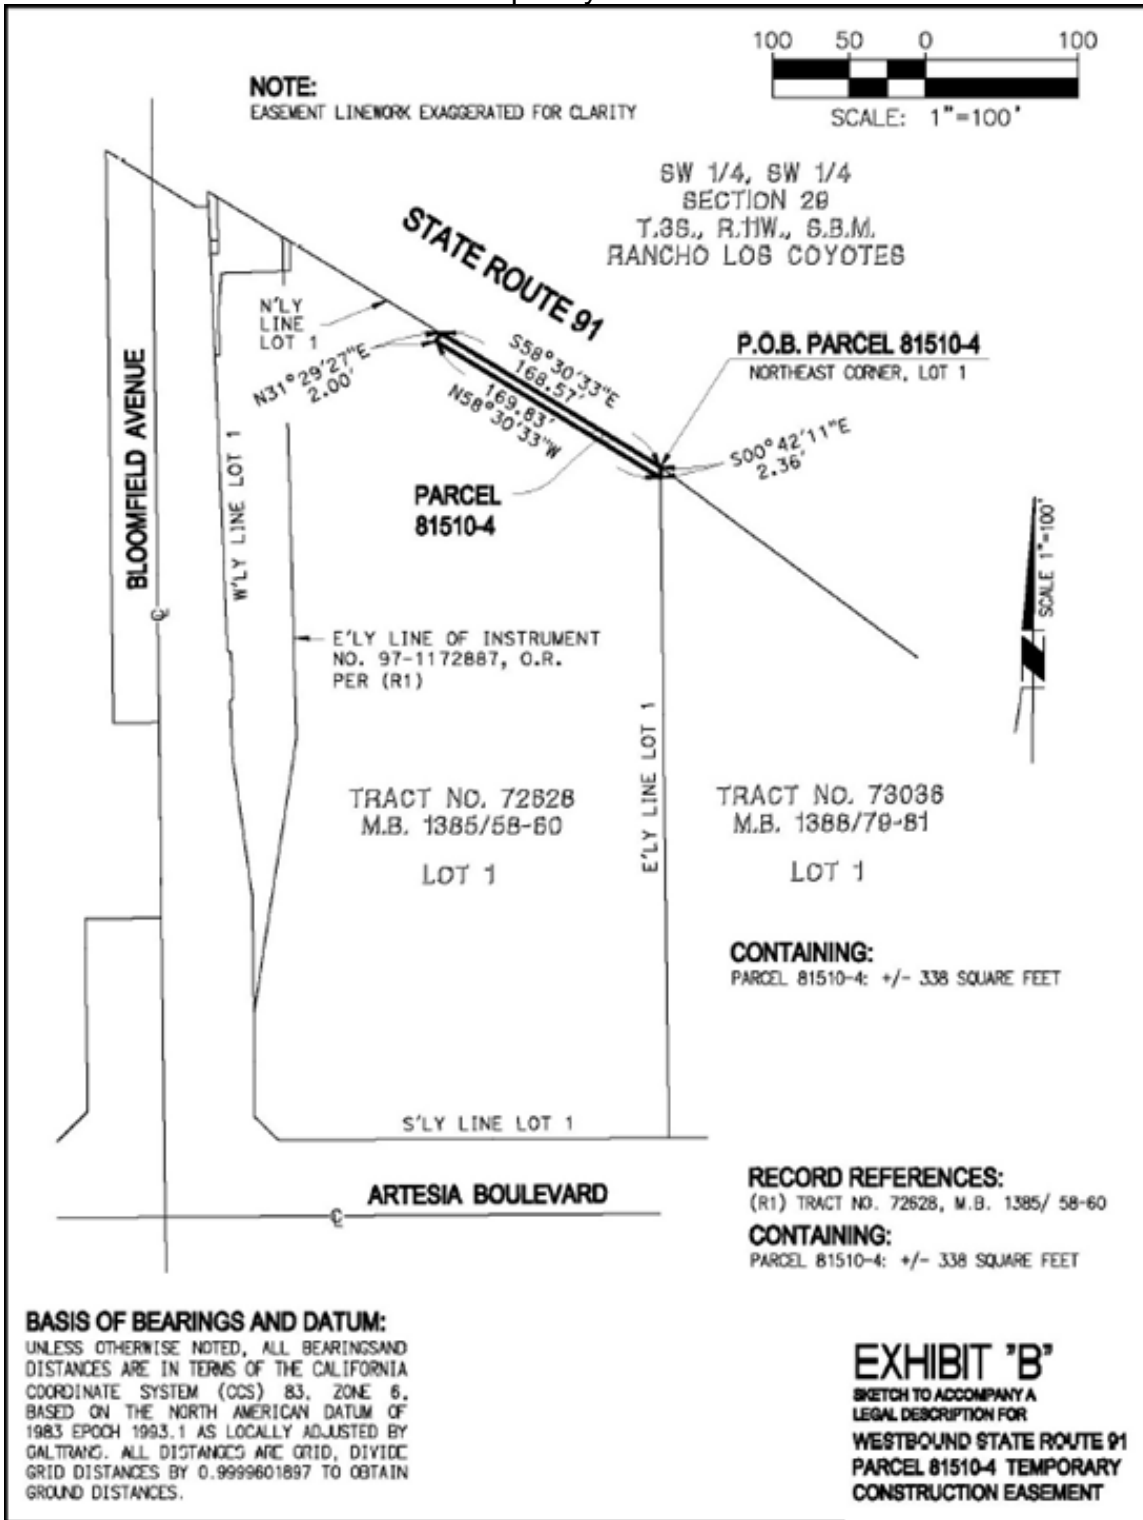 100 50 0 100
SCALE: 1"=100'
NOTE:
EASEMENT LINEWORK EXAGGERATED FOR CLARITY
SW 1/4, SW 1/4
SECTION 29
T.3S., R.11W., S.B.M.
RANCHO LOS COYOTES
STATE ROUTE 91
N'LY
LINE
LOT 1
P.O.B. PARCEL 81510-4
NORTHEAST CORNER, LOT 1
S58°30'33"E
168.57'
N31°29'27"E
2.00'
169.83'
N58°30'33"W
S00°42'11"E
2.36'
PARCEL
81510-4
BLOOMFIELD AVENUE
W'LY LINE LOT 1
SCALE 1"=100'
E'LY LINE OF INSTRUMENT
NO. 97-1172887, O.R.
PER (R1)
E'LY LINE LOT 1
TRACT NO. 72628
M.B. 1385/58-60
LOT 1
TRACT NO. 73036
M.B. 1388/79-81
LOT 1
CONTAINING:
PARCEL 81510-4: +/- 338 SQUARE FEET
S'LY LINE LOT 1
ARTESIA BOULEVARD
RECORD REFERENCES:
(R1) TRACT NO. 72628, M.B. 1385/ 58-60
CONTAINING:
PARCEL 81510-4: +/- 338 SQUARE FEET
BASIS OF BEARINGS AND DATUM:
UNLESS OTHERWISE NOTED, ALL BEARINGSAND
DISTANCES ARE IN TERMS OF THE CALIFORNIA
COORDINATE SYSTEM (CCS) 83, ZONE 6,
BASED ON THE NORTH AMERICAN DATUM OF
1983 EPOCH 1993.1 AS LOCALLY ADJUSTED BY
CALTRANS. ALL DISTANCES ARE GRID, DIVIDE
GRID DISTANCES BY 0.9999601897 TO OBTAIN
GROUND DISTANCES.
EXHIBIT "B"
SKETCH TO ACCOMPANY A
LEGAL DESCRIPTION FOR
WESTBOUND STATE ROUTE 91
PARCEL 81510-4 TEMPORARY
CONSTRUCTION EASEMENT